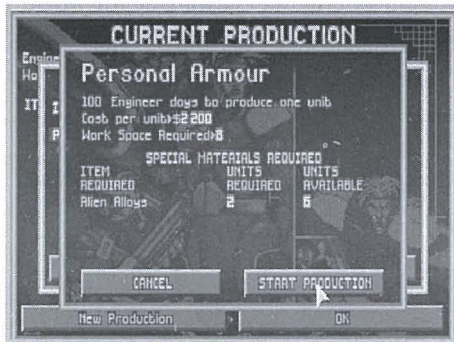 CURRENT PRODUCTION
Personal Armour
100 Engineer days to produce one unit
Cost per unit>$2200
Work Space Required>8
SPECIAL MATERIALS REQUIRED
ITEM REQUIRED UNITS REQUIRED UNITS AVAILABLE
Alien Alloys 2 6
CANCEL START PRODUCTION
New Production OK